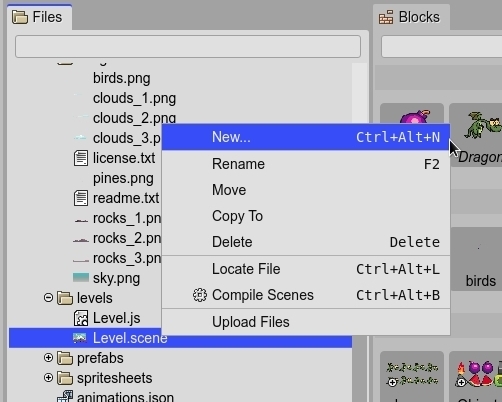 Files
Blocks
birds.png
clouds_1.png
clouds_2.png
clouds_3.p
license.txt
pines.png
readme.txt
rocks_1.pn
rocks_2.pn
rocks_3.pn
sky.png
levels
Level.js
Level.scene
prefabs
spritesheets
animations.json
New... Ctrl+Alt+N
Rename F2
Move
Copy To
Delete Delete
Locate File Ctrl+Alt+L
Compile Scenes Ctrl+Alt+B
Upload Files
Dragon
birds